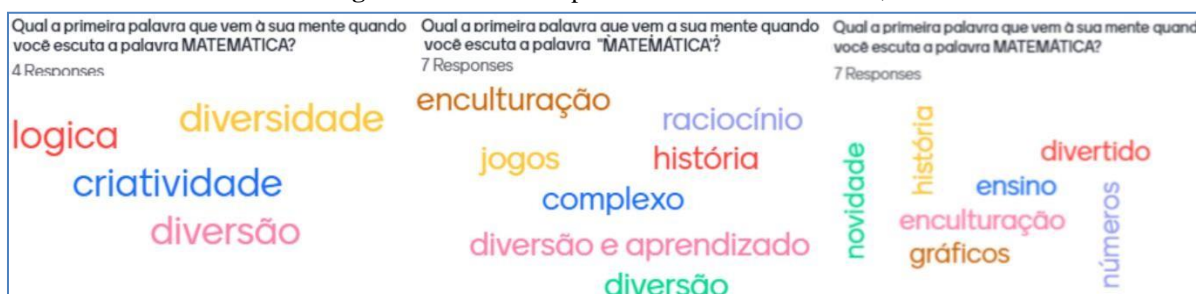 Qual a primeira palavra que vem à sua mente quando
você escuta a palavra MATEMÁTICA?
4 Responses
logica
diversidade
criatividade
diversão
Qual a primeira palavra que vem a sua mente quando
você escuta a palavra "MATEMÁTICA"?
7 Responses
enculturação
raciocínio
jogos
história
complexo
diversão e aprendizado
diversão
Qual a primeira palavra que vem a sua mente quand
você escuta a palavra MATEMÁTICA?
7 Responses
novidade
história
divertido
ensino
enculturação
números
gráficos